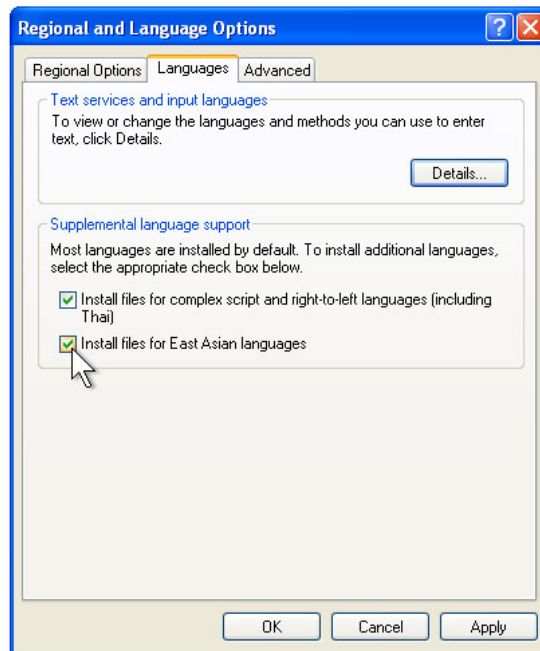 Regional and Language Options
Regional Options Languages Advanced
Text services and input languages
To view or change the languages and methods you can use to enter
text, click Details.
Details...
Supplemental language support
Most languages are installed by default. To install additional languages,
select the appropriate check box below.
Install files for complex script and right-to-left languages (including
Thai)
Install files for East Asian languages
OK Cancel Apply